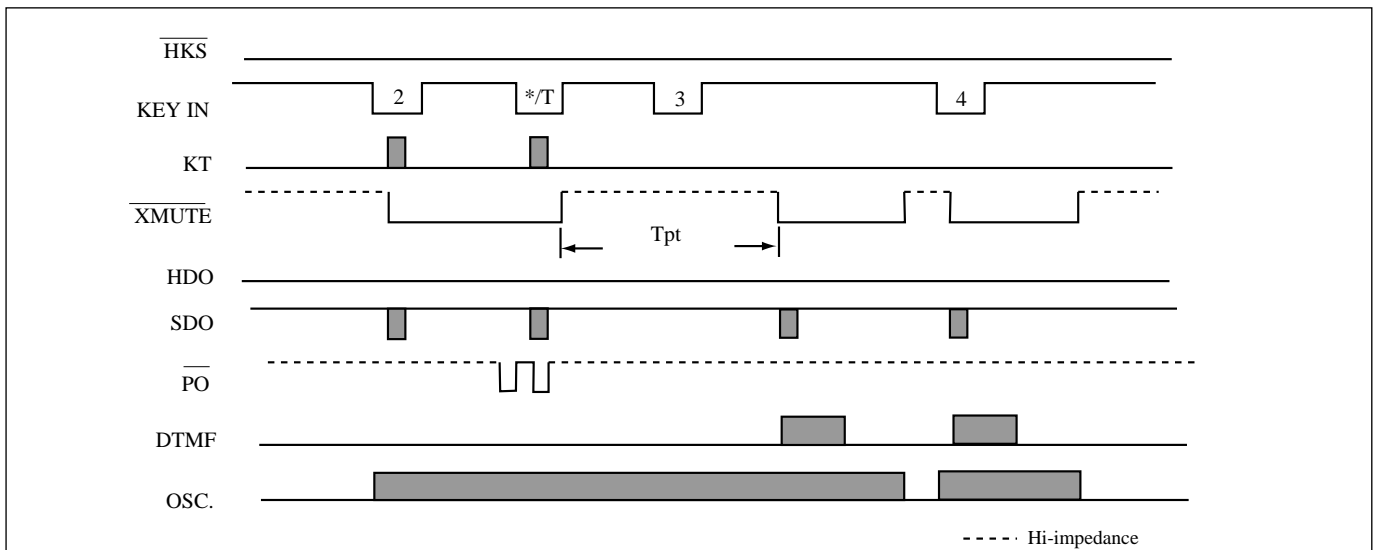 HKS
KEY IN 2 */T 3 4
KT
XMUTE
Tpt
HDO
SDO
PO
DTMF
OSC.
Hi-impedance